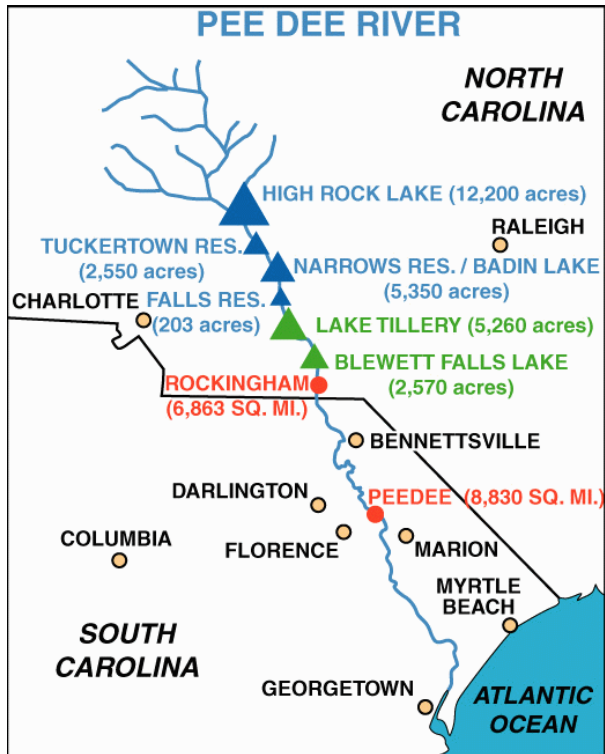 PEE DEE RIVER
NORTH
CAROLINA
HIGH ROCK LAKE (12,200 acres)
RALEIGH
TUCKERTOWN RES.
(2,550 acres)
NARROWS RES. / BADIN LAKE
(5,350 acres)
CHARLOTTE
FALLS RES.
(203 acres)
LAKE TILLERY (5,260 acres)
BLEWETT FALLS LAKE
(2,570 acres)
ROCKINGHAM
(6,863 SQ. MI.)
BENNETTSVILLE
DARLINGTON
PEEDEE (8,830 SQ. MI.)
COLUMBIA
FLORENCE
MARION
MYRTLE
BEACH
SOUTH
CAROLINA
GEORGETOWN
ATLANTIC
OCEAN